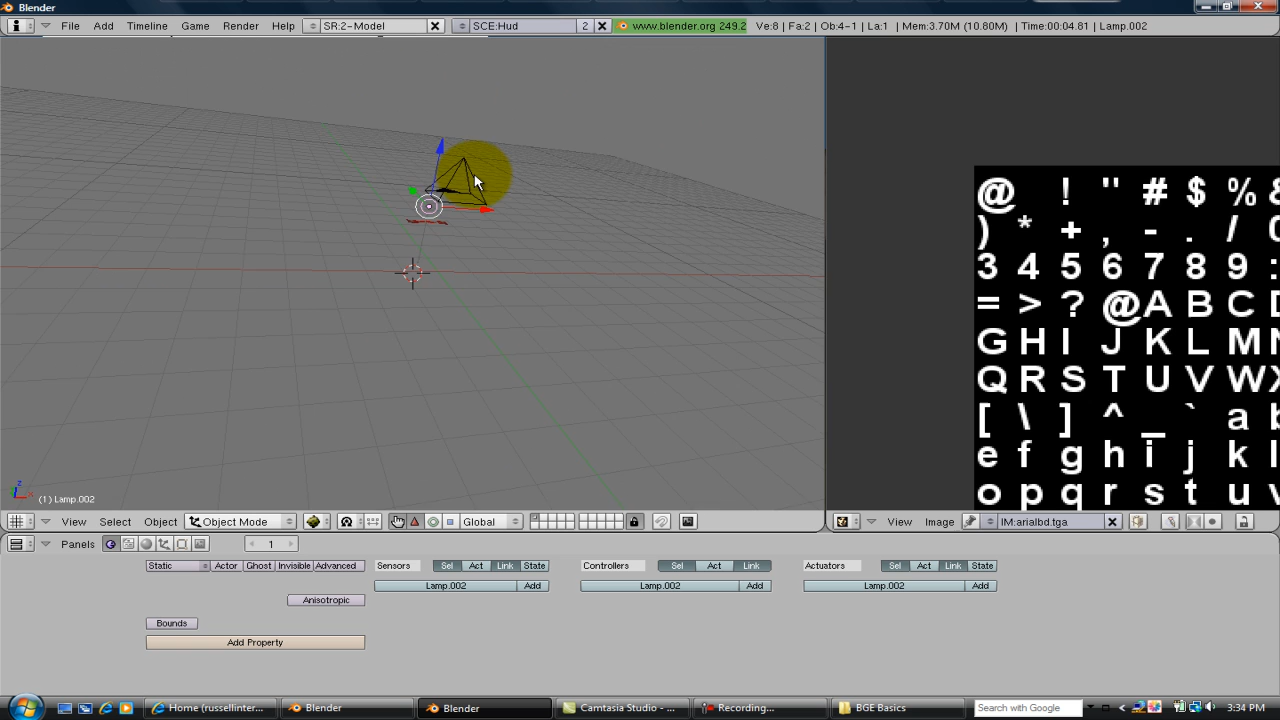 Blender
File Add Timeline Game Render Help SR:2-Model SCE:Hud 2 www.blender.org 249.2 Ve:8 | Fa:2 | Ob:4-1 | La:1 | Mem:3.70M (10.80M) | Time:00:04.81 | Lamp.002
@ ! " # $ %
) * + , - . /
3 4 5 6 7 8 9 :
= > ? @ A B C
G H I J K L M
Q R S T U V W
[ \ ] ^ _ ` a
e f g h i j k
o p q r s t u
z
x
(1) Lamp.002
View Select Object Object Mode Global View Image IM:arialbd.tga
Panels 1
Static Actor Ghost Invisible Advanced Sensors Sel Act Link State Controllers Sel Act Link Actuators Sel Act Link State
Lamp.002 Add Lamp.002 Add Lamp.002 Add
Anisotropic
Bounds
Add Property
Home (russellinter... Blender Blender Camtasia Studio - ... Recording... BGE Basics Search with Google 3:34 PM